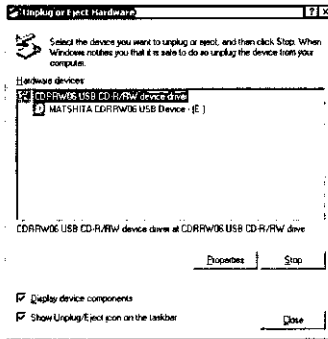 Unplug or Eject Hardware
Select the device you want to unplug or eject, and then click Stop. When
Windows notifies you that it is safe to do so unplug the device from your
computer.
Hardware devices:
CDRRW06 USB CD-R/RW device driver
MATSHITA CDRRW06 USB Device - (E:)
CDRRW06 USB CD-R/RW device driver at CDRRW06 USB CD-R/RW drive
Properties
Stop
Display device components
Show Unplug/Eject icon on the taskbar
Close